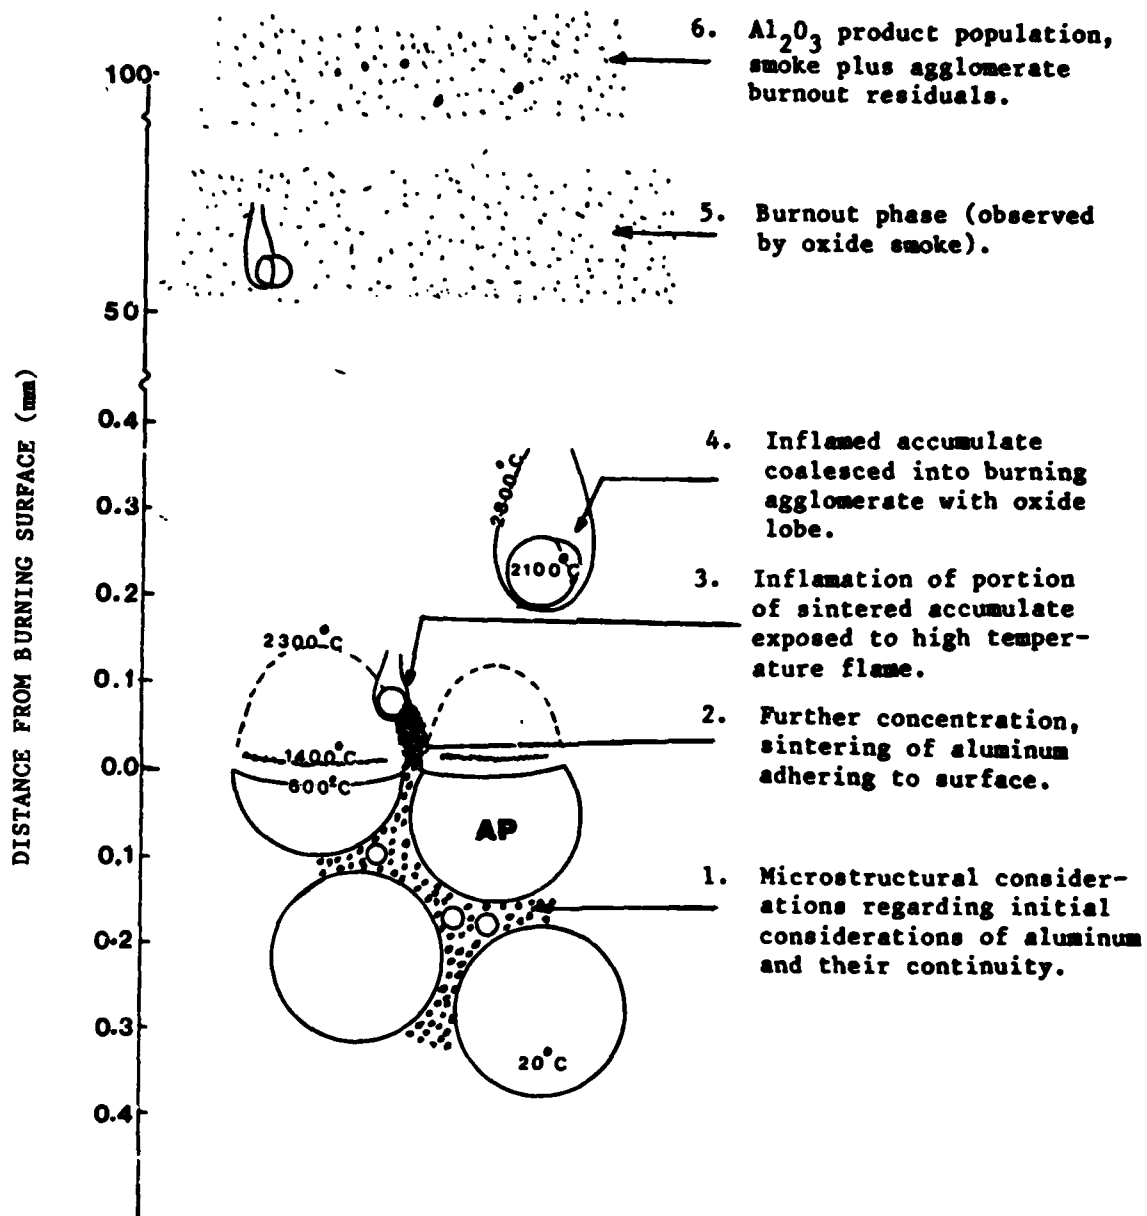 6. Al2O3 product population,
smoke plus agglomerate
burnout residuals.
100
5. Burnout phase (observed
by oxide smoke).
50
DISTANCE FROM BURNING SURFACE (mm)
0.4
4. Inflamed accumulate
coalesced into burning
agglomerate with oxide
lobe.
2800°C
0.3
2100°C
0.2
3. Inflamation of portion
of sintered accumulate
exposed to high temper-
ature flame.
2300°C
0.1
2. Further concentration,
sintering of aluminum
adhering to surface.
1400°C
0.0
600°C
AP
0.1
1. Microstructural consider-
ations regarding initial
considerations of aluminum
and their continuity.
0.2
0.3
20°C
0.4